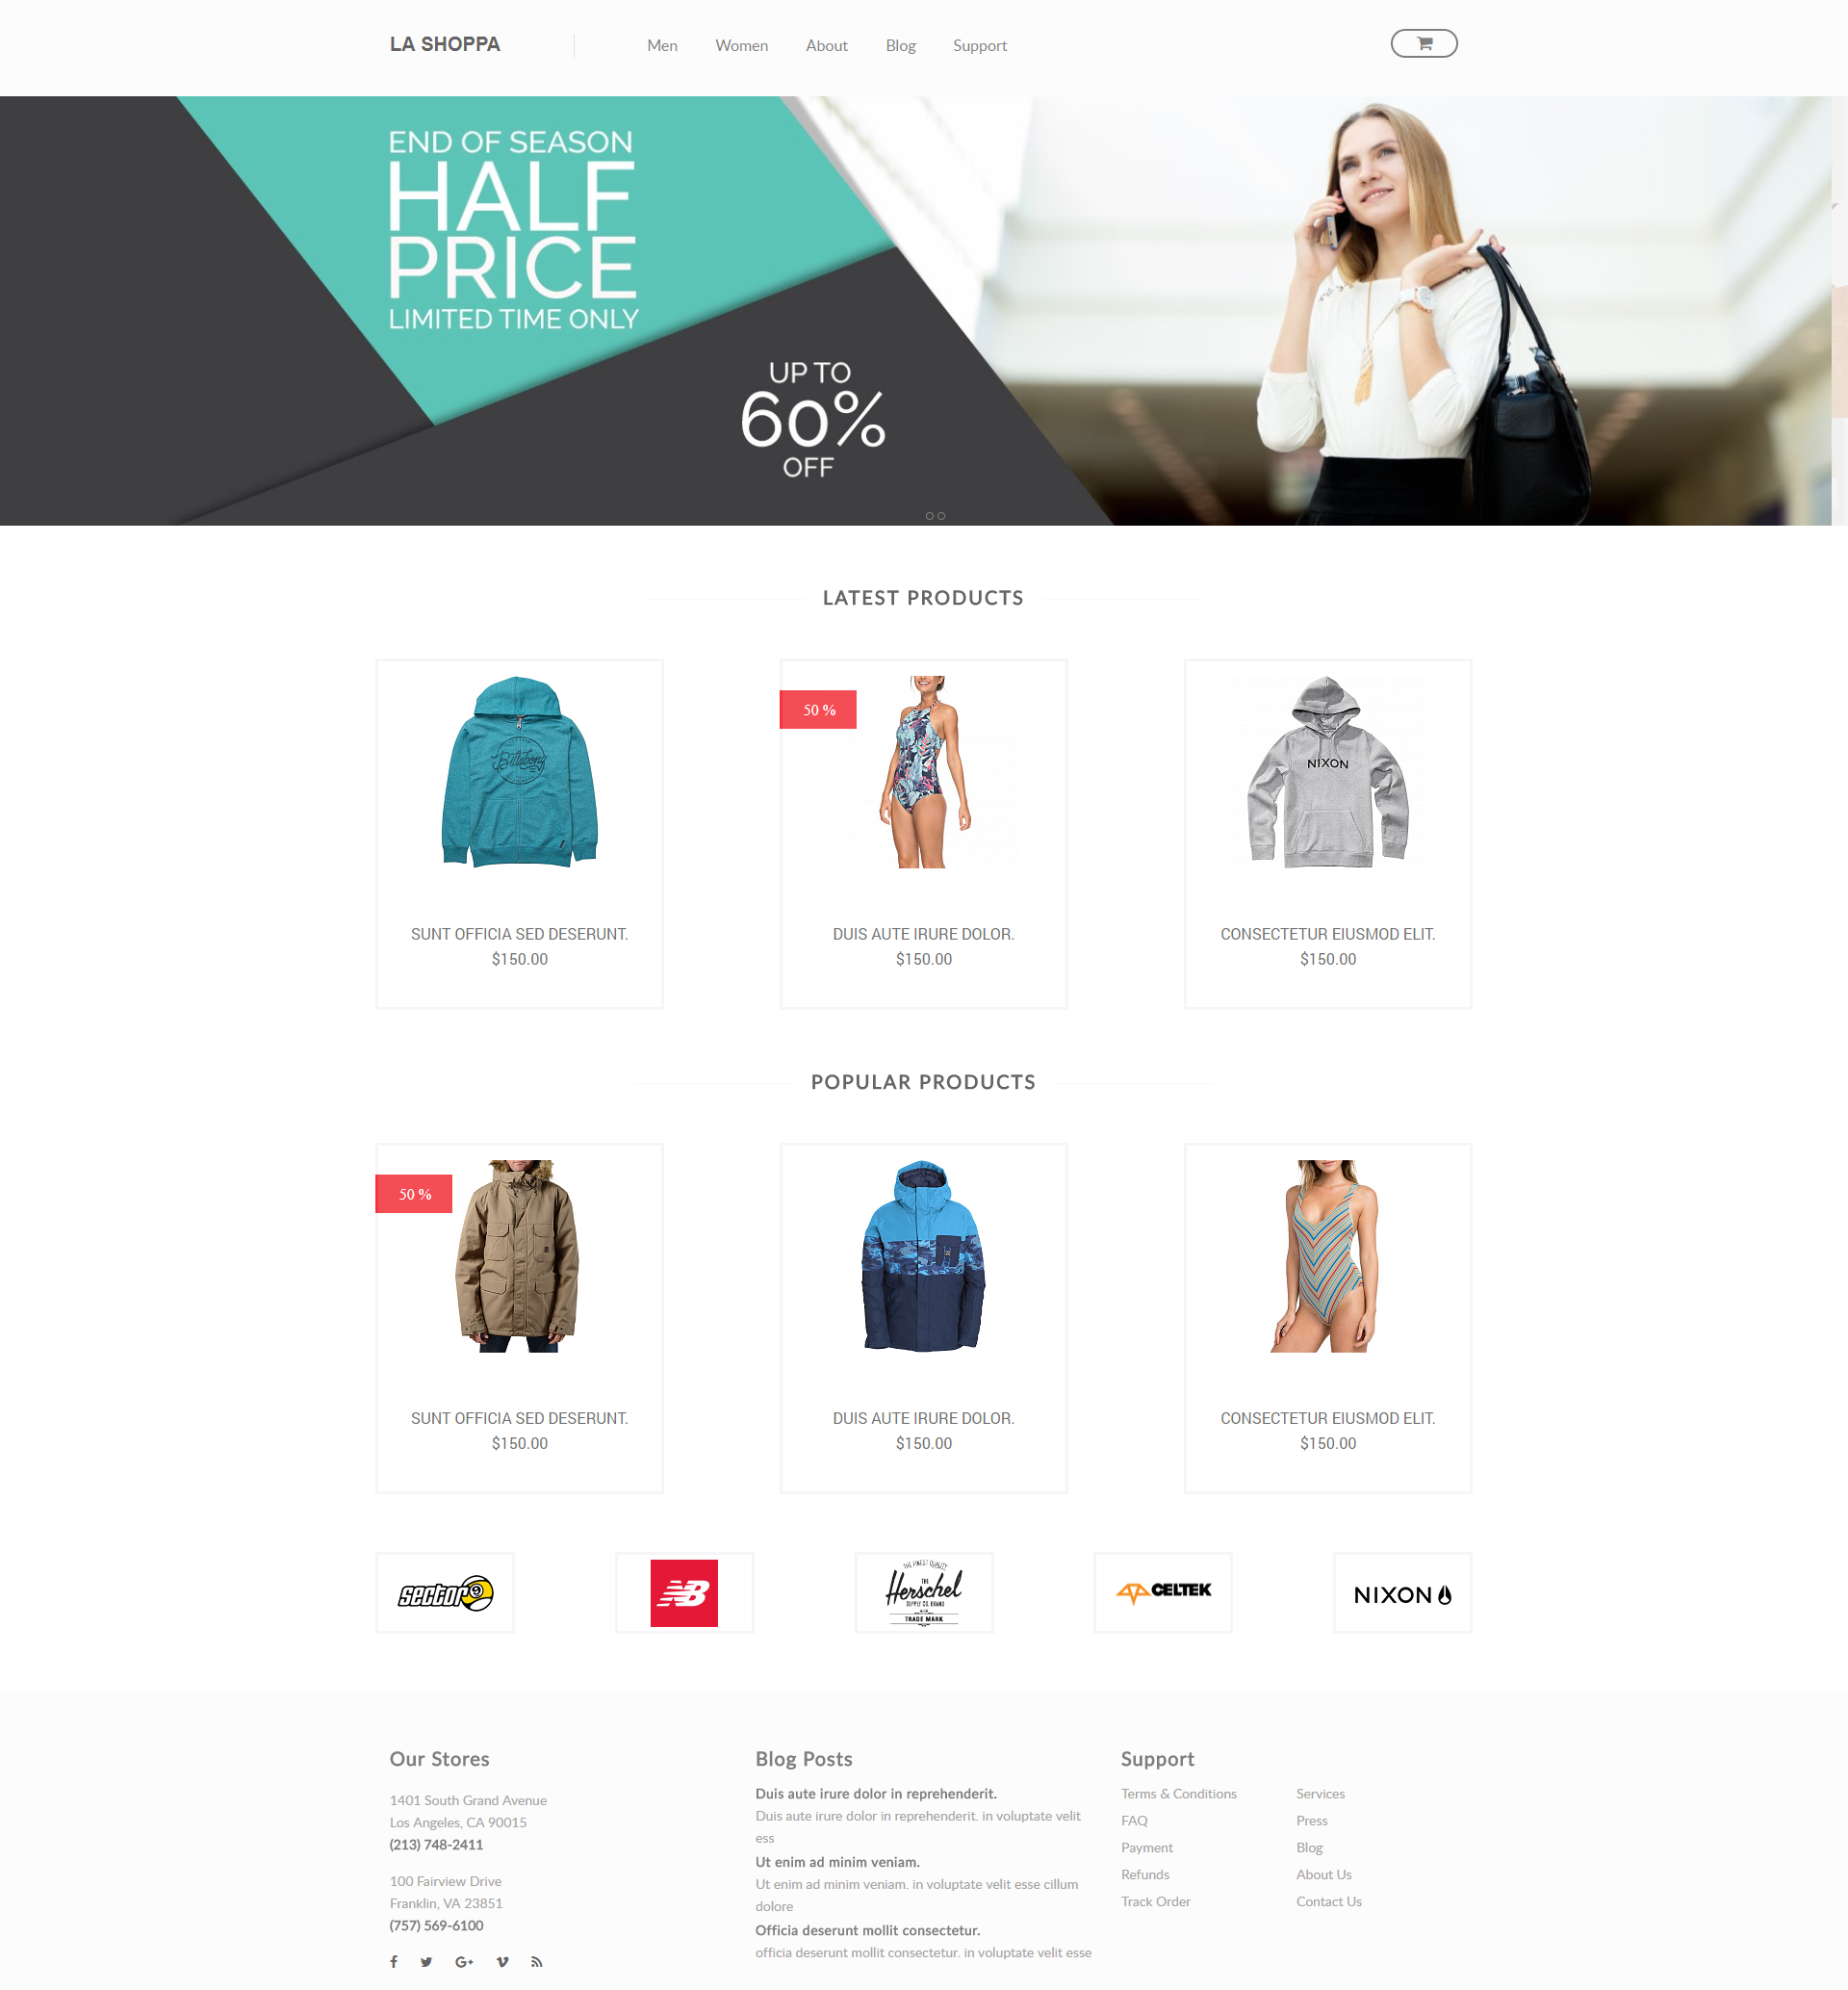 LA SHOPPA
Men Women About Blog Support
END OF SEASON
HALF
PRICE
LIMITED TIME ONLY
UP TO
60%
OFF
LATEST PRODUCTS
Billabong
50 %
NIXON
SUNT OFFICIA SED DESERUNT.
$150.00
DUIS AUTE IRURE DOLOR.
$150.00
CONSECTETUR EIUSMOD ELIT.
$150.00
POPULAR PRODUCTS
50 %
SUNT OFFICIA SED DESERUNT.
$150.00
DUIS AUTE IRURE DOLOR.
$150.00
CONSECTETUR EIUSMOD ELIT.
$150.00
sector 9
NB
THE FINEST QUALITY
THE
Herschel
SUPPLY CO. BRAND
TRADE MARK
CELTEK
NIXON
Our Stores
1401 South Grand Avenue
Los Angeles, CA 90015
(213) 748-2411
100 Fairview Drive
Franklin, VA 23851
(757) 569-6100
Blog Posts
Duis aute irure dolor in reprehenderit.
Duis aute irure dolor in reprehenderit. in voluptate velit
ess
Ut enim ad minim veniam.
Ut enim ad minim veniam. in voluptate velit esse cillum
dolore
Officia deserunt mollit consectetur.
officia deserunt mollit consectetur. in voluptate velit esse
Support
Terms & Conditions
FAQ
Payment
Refunds
Track Order
Services
Press
Blog
About Us
Contact Us